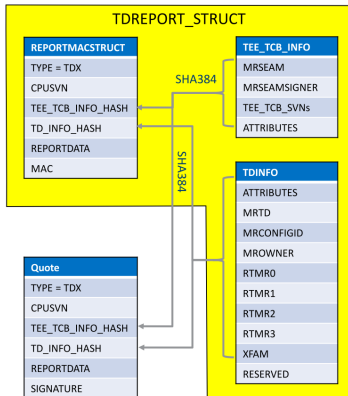 TDREPORT_STRUCT
REPORTMACSTRUCT
TYPE = TDX
CPUSVN
TEE_TCB_INFO_HASH
TD_INFO_HASH
REPORTDATA
MAC
SHA384
SHA384
TEE_TCB_INFO
MRSEAM
MRSEAMSIGNER
TEE_TCB_SVNs
ATTRIBUTES
TDINFO
ATTRIBUTES
MRTD
MRCONFIGID
MROWNER
RTMR0
RTMR1
RTMR2
RTMR3
XFAM
RESERVED
Quote
TYPE = TDX
CPUSVN
TEE_TCB_INFO_HASH
TD_INFO_HASH
REPORTDATA
SIGNATURE